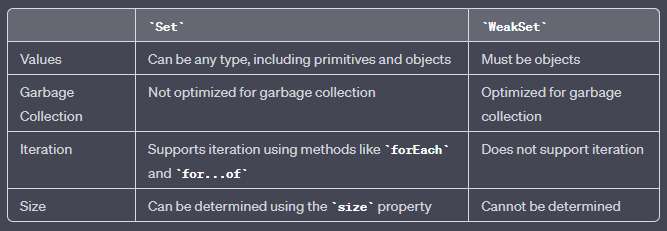 `Set` `WeakSet`
Values Can be any type, including primitives and objects Must be objects
Garbage Not optimized for garbage collection Optimized for garbage
Collection collection
Iteration Supports iteration using methods like `forEach` Does not support iteration
and `for...of`
Size Can be determined using the `size` property Cannot be determined